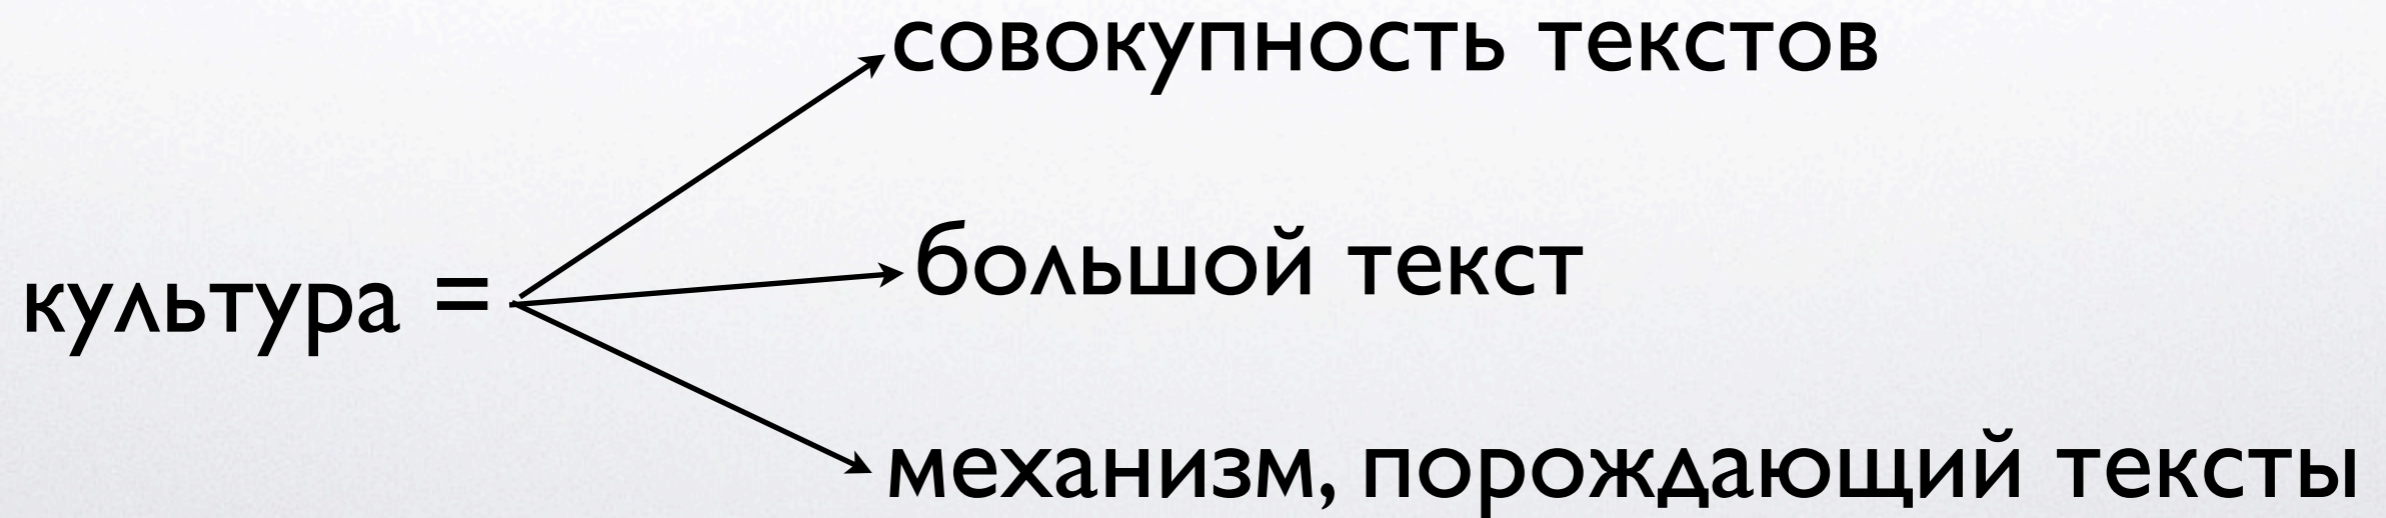 совокупность текстов
большой текст
культура =
механизм, порождающий тексты